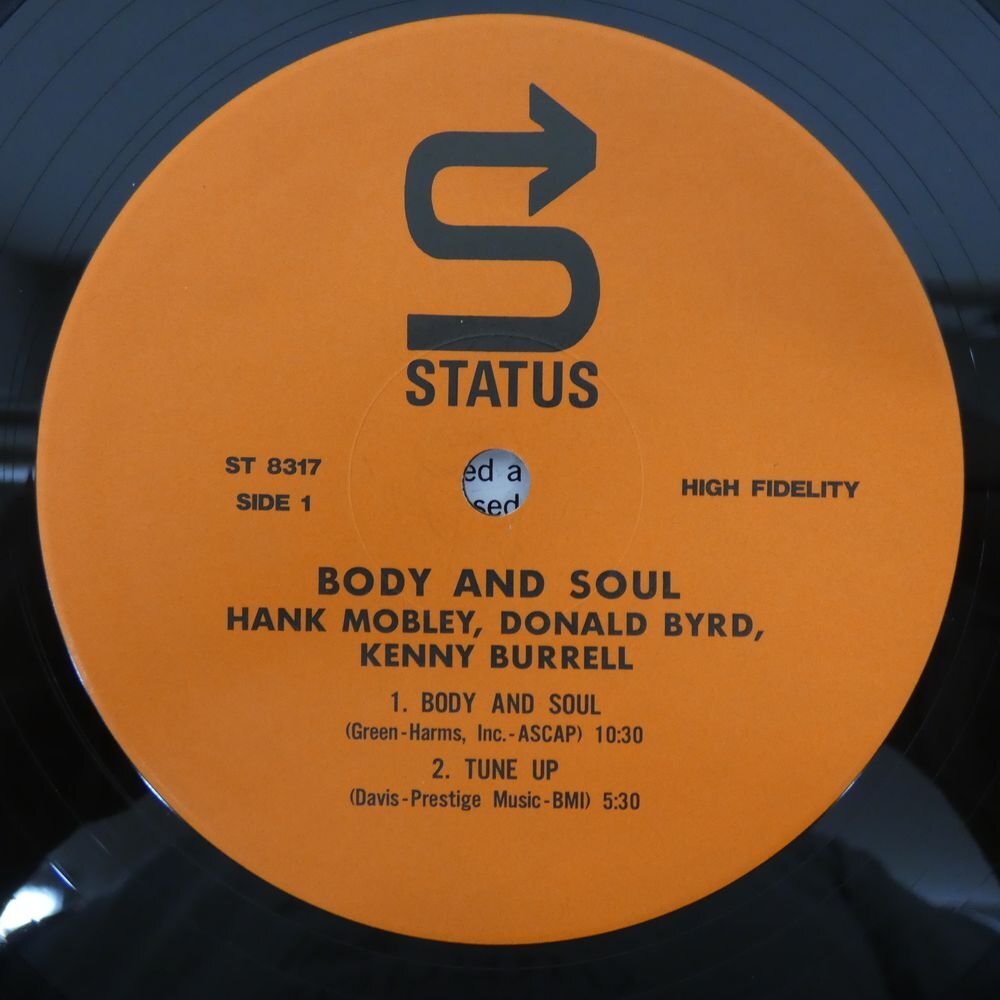 STATUS
ST 8317
SIDE 1
ed a
sed
HIGH FIDELITY
BODY AND SOUL
HANK MOBLEY, DONALD BYRD,
KENNY BURRELL
1. BODY AND SOUL
(Green-Harms, Inc.-ASCAP) 10:30
2. TUNE UP
(Davis-Prestige Music-BMI) 5:30